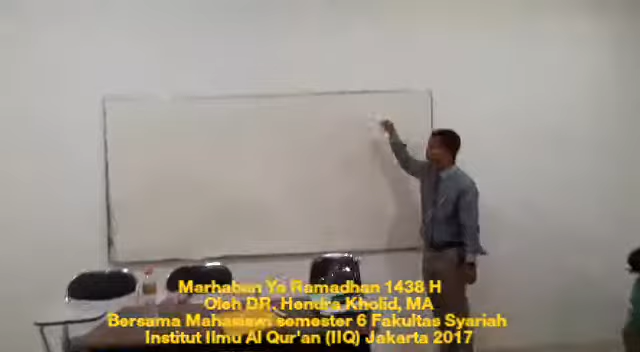 Marhaban Ya Ramadhan 1438 H
Oleh DR. Hendra Kholid, MA
Bersama Mahasiswi semester 6 Fakultas Syariah
Institut Ilmu Al Qur'an (IIQ) Jakarta 2017